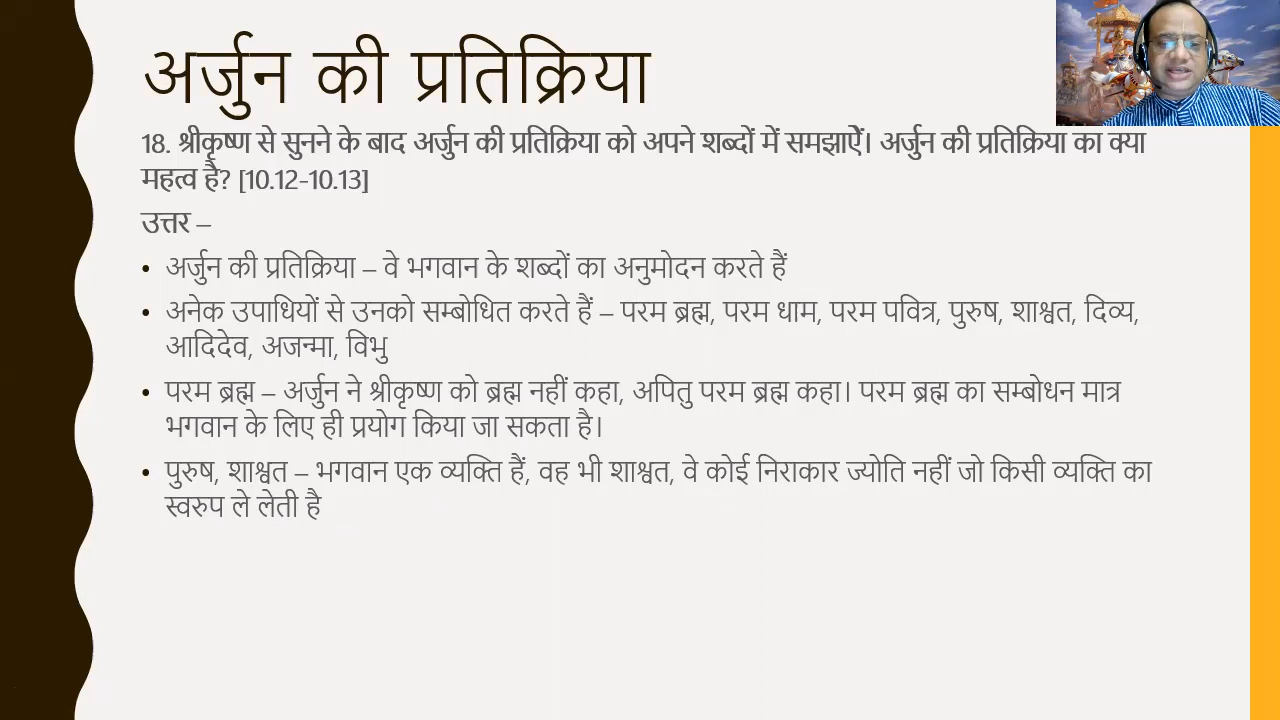 अर्जुन की प्रतिक्रिया
18. श्रीकृष्ण से सुनने के बाद अर्जुन की प्रतिक्रिया को अपने शब्दों में समझाऐं। अर्जुन की प्रतिक्रिया का क्या
महत्व है? [10.12-10.13]
उत्तर –
• अर्जुन की प्रतिक्रिया – वे भगवान के शब्दों का अनुमोदन करते हैं
• अनेक उपाधियों से उनको सम्बोधित करते हैं – परम ब्रह्म, परम धाम, परम पवित्र, पुरुष, शाश्वत, दिव्य,
आदिदेव, अजन्मा, विभु
• परम ब्रह्म – अर्जुन ने श्रीकृष्ण को ब्रह्म नहीं कहा, अपितु परम ब्रह्म कहा। परम ब्रह्म का सम्बोधन मात्र
भगवान के लिए ही प्रयोग किया जा सकता है।
• पुरुष, शाश्वत – भगवान एक व्यक्ति हैं, वह भी शाश्वत, वे कोई निराकार ज्योति नहीं जो किसी व्यक्ति का
स्वरुप ले लेती है